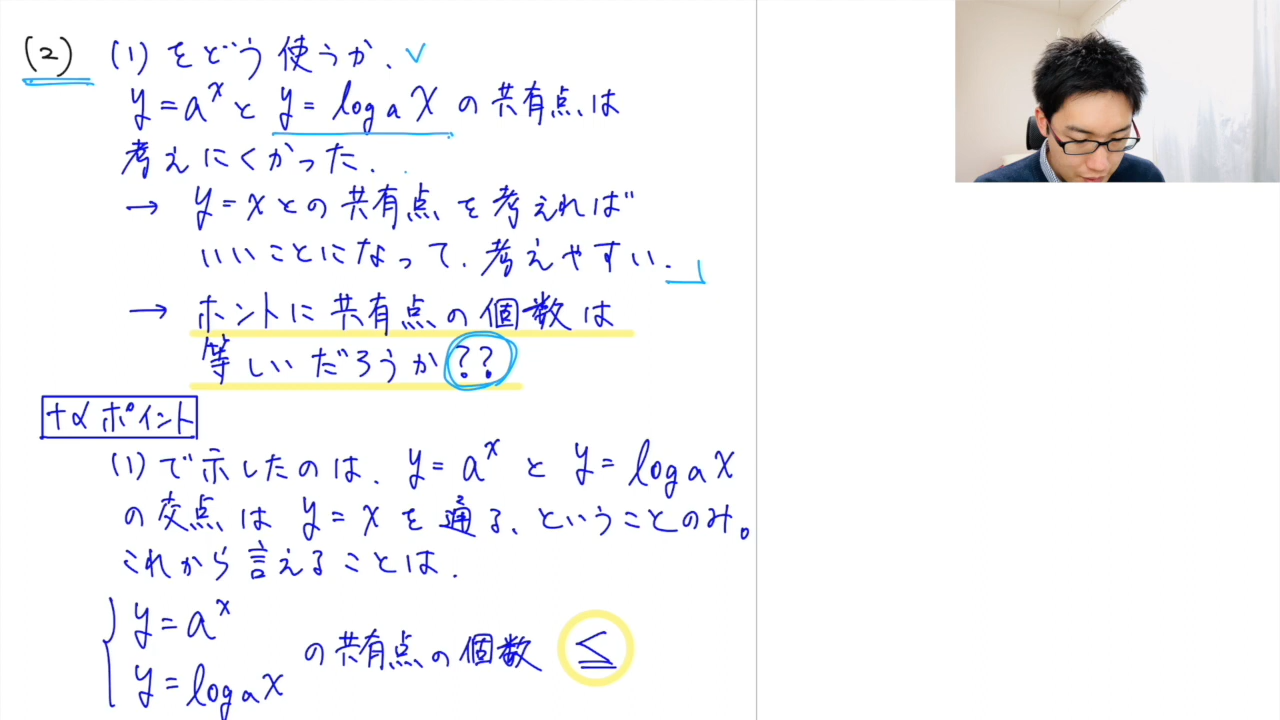 (2) (1)をどう使うか.
y=a^x と y=log_a x の共有点は
考えにくかった.
→ y=xとの共有点を考えれば
いいことになって.考えやすい.
→ ホントに共有点の個数は
等しいだろうか??
+αポイント
(1)で示したのは. y=a^x と y=log_a x
の交点は y=x を通る、ということのみ。
これから言えることは.
{ y=a^x
y=log_a x の共有点の個数 ≦